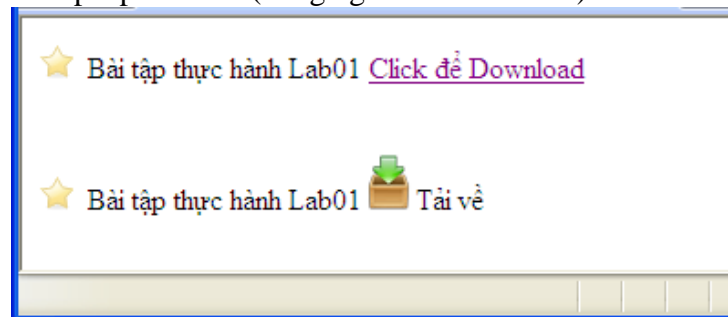 Bài tập thực hành Lab01 Click để Download
Bài tập thực hành Lab01 Tải về